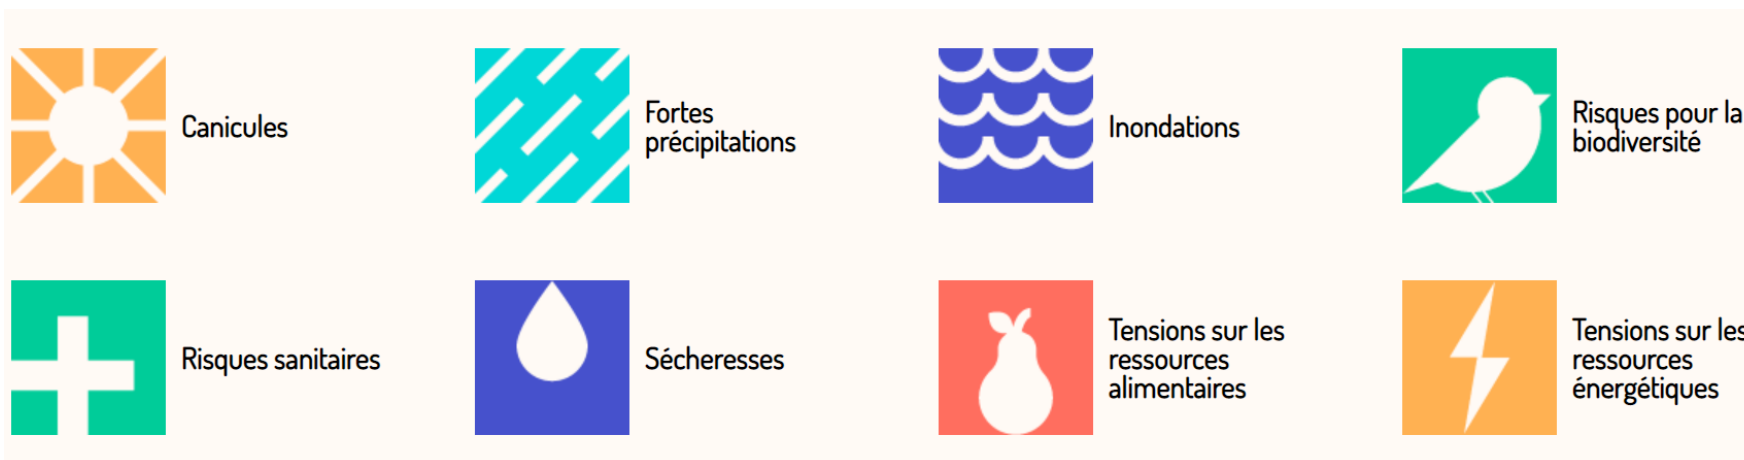 Canicules
Fortes
précipitations
Inondations
Risques pour la
biodiversité
Risques sanitaires
Sécheresses
Tensions sur les
ressources
alimentaires
Tensions sur les
ressources
énergétiques